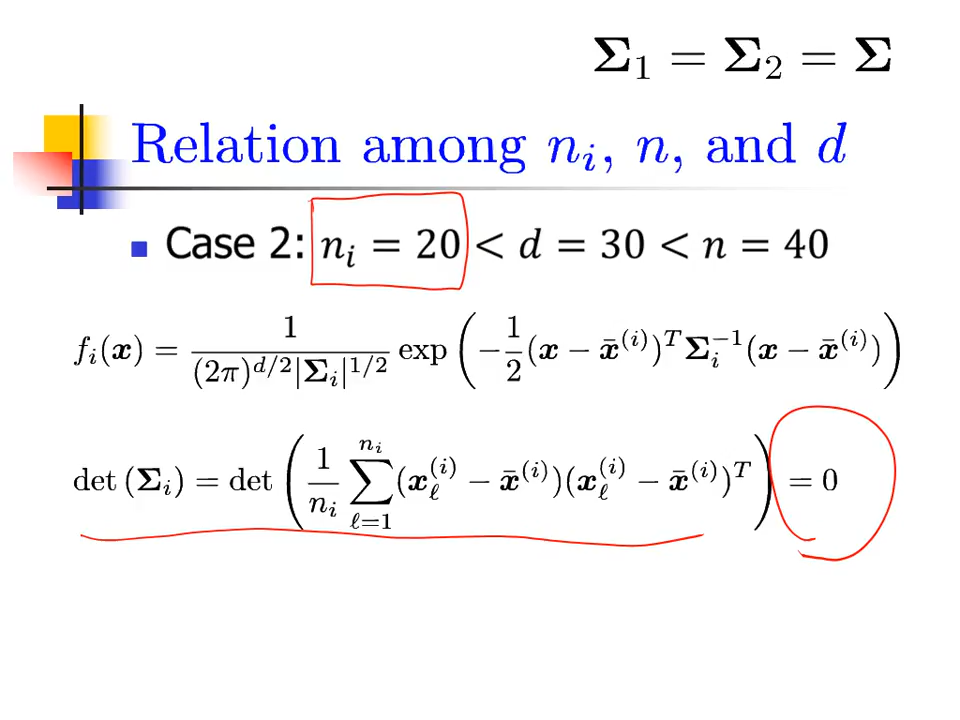 Σ₁ = Σ₂ = Σ
Relation among nᵢ, n, and d
Case 2: nᵢ = 20 < d = 30 < n = 40
fᵢ(x) = 1 / ((2π)^{d/2}|Σᵢ|^{1/2}) exp(−1/2 (x − x̄^{(i)})^T Σᵢ^{−1} (x − x̄^{(i)}))
det(Σᵢ) = det(1/nᵢ ∑_{ℓ=1}^{nᵢ} (x_ℓ^{(i)} − x̄^{(i)})(x_ℓ^{(i)} − x̄^{(i)})^T) = 0